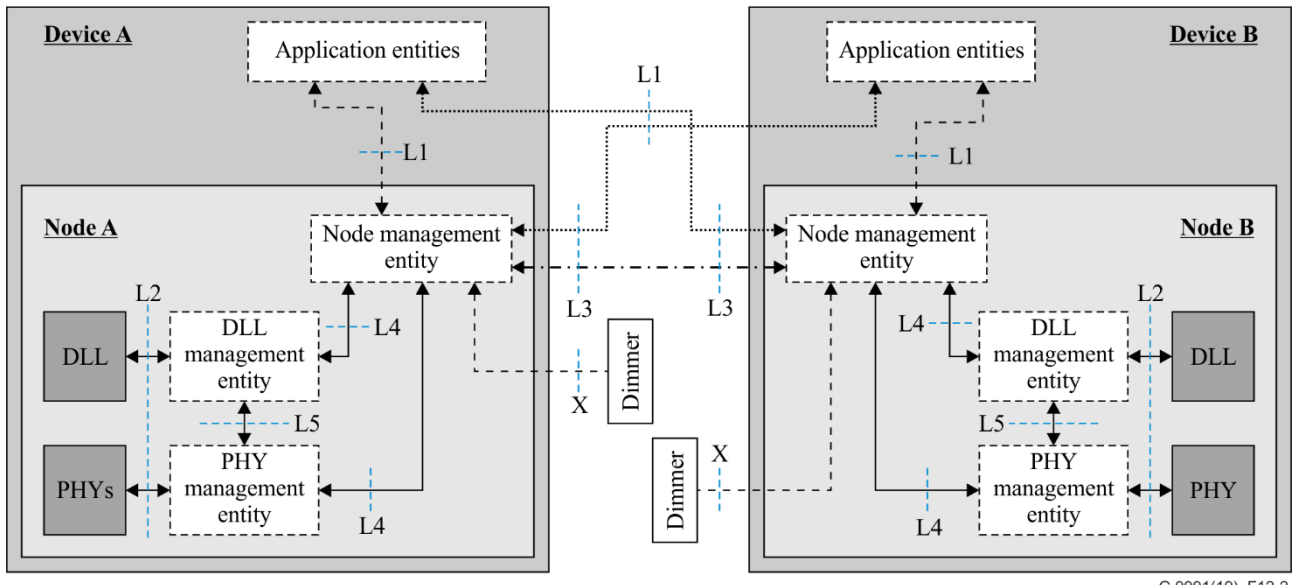 Device A
Application entities
L1
Node A
Node management
entity
L2
DLL
DLL
management
entity
L4
L5
PHYs
PHY
management
entity
L4
L1
L3
L3
X
Dimmer
X
Dimmer
Device B
Application entities
L1
Node B
Node management
entity
L2
L4
DLL
management
entity
DLL
L5
PHY
management
entity
PHY
L4